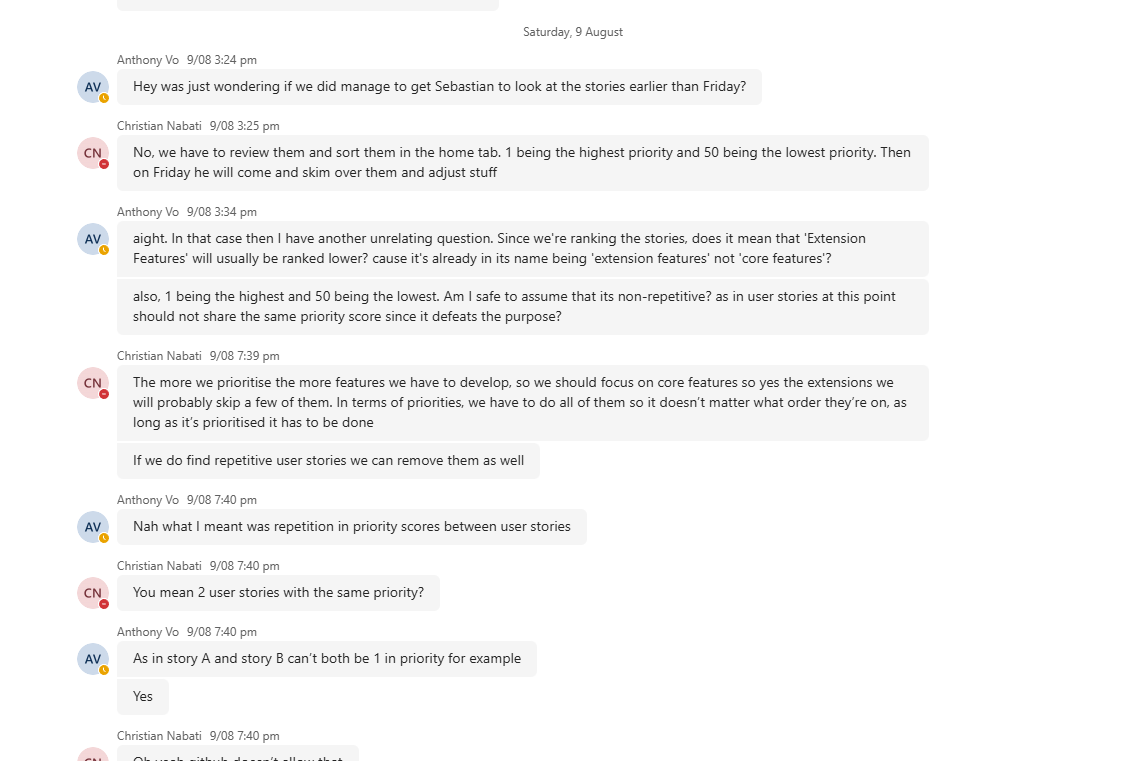 Saturday, 9 August
Anthony Vo 9/08 3:24 pm
AV
Hey was just wondering if we did manage to get Sebastian to look at the stories earlier than Friday?
Christian Nabati 9/08 3:25 pm
CN
No, we have to review them and sort them in the home tab. 1 being the highest priority and 50 being the lowest priority. Then
on Friday he will come and skim over them and adjust stuff
Anthony Vo 9/08 3:34 pm
AV
aight. In that case then I have another unrelating question. Since we're ranking the stories, does it mean that 'Extension
Features' will usually be ranked lower? cause it's already in its name being 'extension features' not 'core features'?
also, 1 being the highest and 50 being the lowest. Am I safe to assume that its non-repetitive? as in user stories at this point
should not share the same priority score since it defeats the purpose?
Christian Nabati 9/08 7:39 pm
CN
The more we prioritise the more features we have to develop, so we should focus on core features so yes the extensions we
will probably skip a few of them. In terms of priorities, we have to do all of them so it doesn't matter what order they're on, as
long as it's prioritised it has to be done
If we do find repetitive user stories we can remove them as well
Anthony Vo 9/08 7:40 pm
AV
Nah what I meant was repetition in priority scores between user stories
Christian Nabati 9/08 7:40 pm
CN
You mean 2 user stories with the same priority?
Anthony Vo 9/08 7:40 pm
AV
As in story A and story B can't both be 1 in priority for example
Yes
Christian Nabati 9/08 7:40 pm
CN
Oh yeah github doesn't allow that